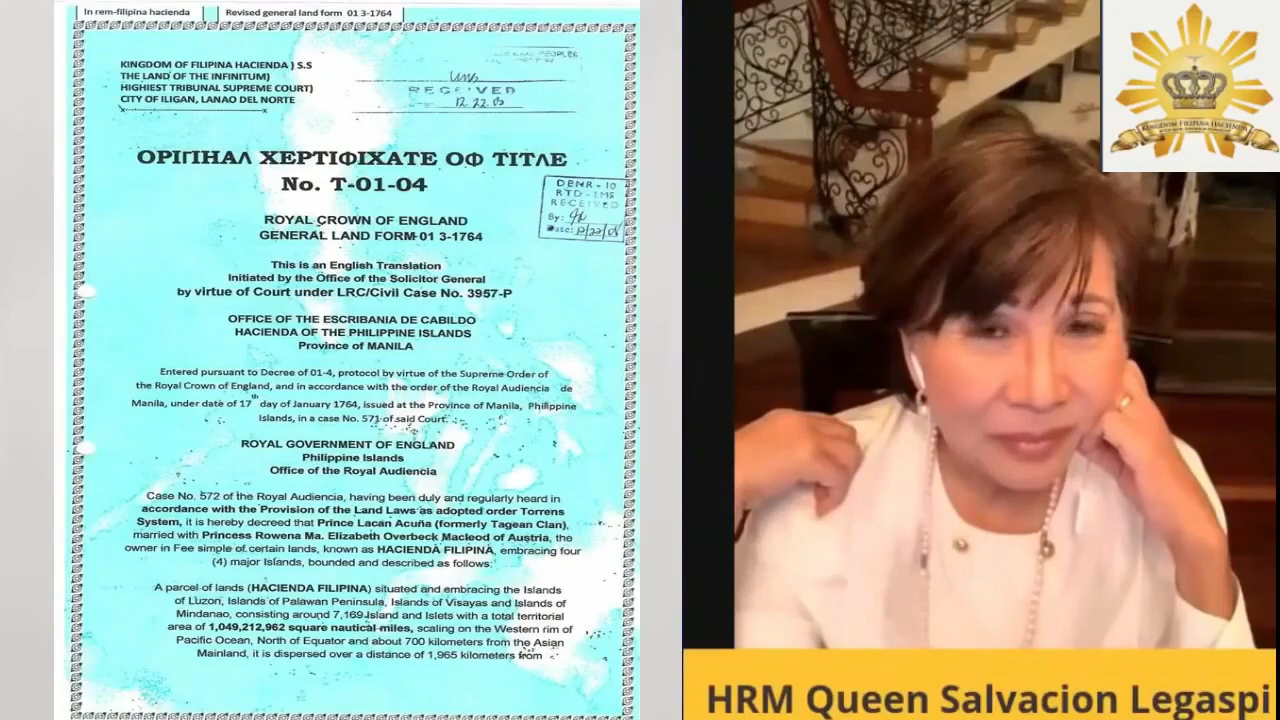 In rem-filipina hacienda
Revised general land form 01 3-1764
KINGDOM OF FILIPINA HACIENDA ) S.S
THE LAND OF THE INFINITUM)
HIGHEST TRIBUNAL SUPREME COURT)
CITY OF ILIGAN, LANAO DEL NORTE
RECEIVED
12.22.05
ΟΡΙΓΙΗΑΛ ΧΕΡΤΙΦΙΧΑΤΕ ΟΦ ΤΙΤΛΕ
No. T-01-04
DENR - 10
RTD - LMS
RECEIVED
By:
Date: 12/22/05
ROYAL CROWN OF ENGLAND
GENERAL LAND FORM-01 3-1764
This is an English Translation
Initiated by the Office of the Solicitor General
by virtue of Court under LRC/Civil Case No. 3957-P
OFFICE OF THE ESCRIBANIA DE CABILDO
HACIENDA OF THE PHILIPPINE ISLANDS
Province of MANILA
Entered pursuant to Decree of 01-4, protocol by virtue of the Supreme Order of
the Royal Crown of England, and in accordance with the order of the Royal Audiencia de
Manila, under date of 17th day of January 1764, issued at the Province of Manila, Philippine
Islands, in a case No. 571 of said Court.
ROYAL GOVERNMENT OF ENGLAND
Philippine Islands
Office of the Royal Audiencia
Case No. 572 of the Royal Audiencia, having been duly and regularly heard in
accordance with the Provision of the Land Laws as adopted order Torrens
System, it is hereby decreed that Prince Lacan Acuña (formerly Tagean Clan),
married with Princess Rowena Ma. Elizabeth Overbeck Macleod of Austria, the
owner in Fee simple of certain lands, known as HACIENDA FILIPINA, embracing four
(4) major Islands, bounded and described as follows:
A parcel of lands (HACIENDA FILIPINA) situated and embracing the Islands
of Luzon, Islands of Palawan Peninsula, Islands of Visayas and Islands of
Mindanao, consisting around 7,169 Island and Islets with a total territorial
area of 1,049,212,962 square nautical miles, scaling on the Western rim of
Pacific Ocean, North of Equator and about 700 kilometers from the Asian
Mainland, it is dispersed over a distance of 1,965 kilometers from
KINGDOM FILIPINA HACIENDA
HRM Queen Salvacion Legaspi